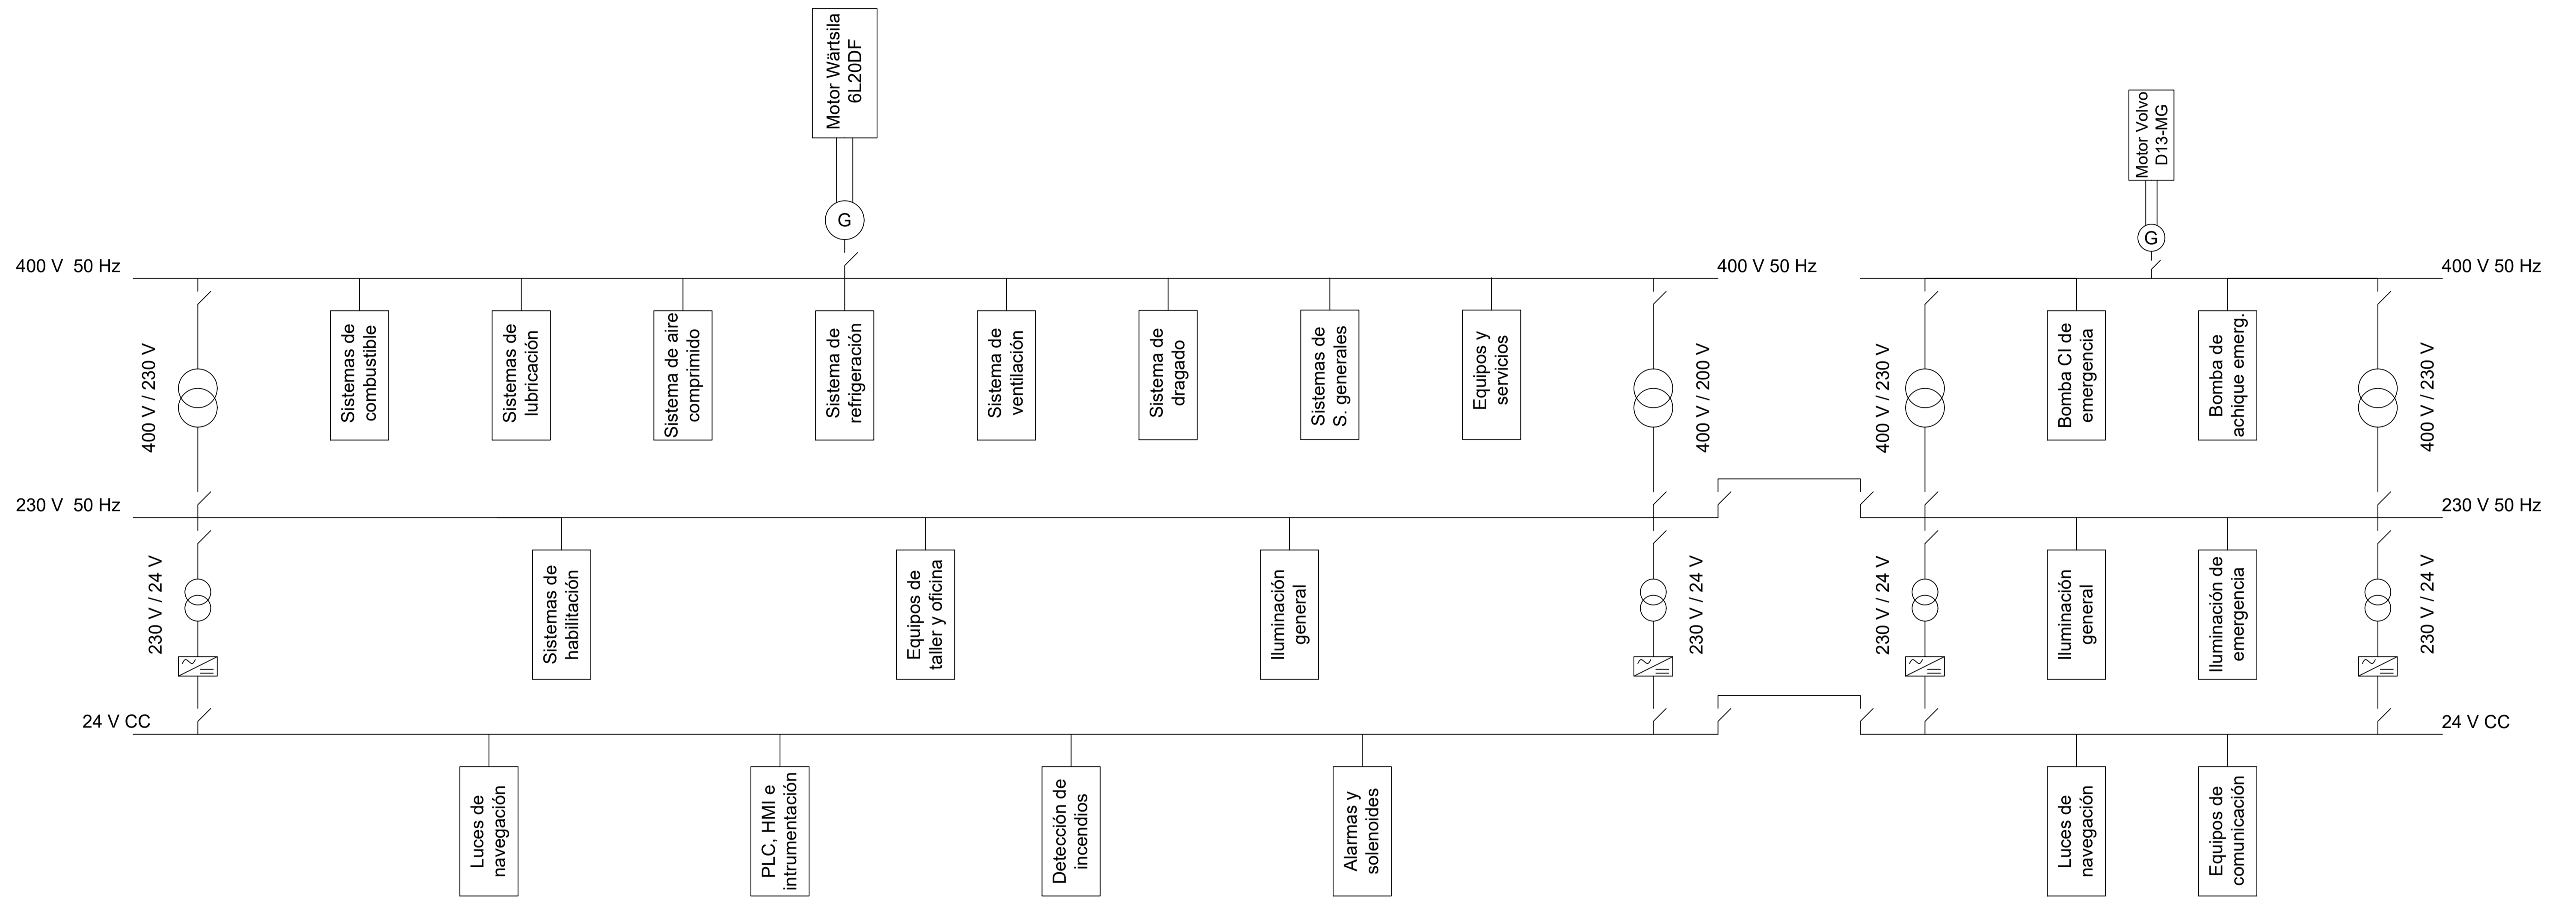 Motor Wärtsila
6L20DF
Motor Volvo
D13-MG
G
G
400 V  50 Hz
400 V 50 Hz
400 V 50 Hz
400 V / 230 V
Sistemas de
combustible
Sistemas de
lubricación
Sistema de aire
comprimido
Sistema de
refrigeración
Sistema de
ventilación
Sistema de
dragado
Sistemas de
S. generales
Equipos y
servicios
400 V / 200 V
400 V / 230 V
Bomba CI de
emergencia
Bomba de
achique emerg.
400 V / 230 V
230 V  50 Hz
230 V 50 Hz
230 V / 24 V
Sistemas de
habilitación
Equipos de
taller y oficina
Iluminación
general
230 V / 24 V
230 V / 24 V
Iluminación
general
Iluminación de
emergencia
230 V / 24 V
24 V CC
24 V CC
Luces de
navegación
PLC, HMI e
intrumentación
Detección de
incendios
Alarmas y
solenoides
Luces de
navegación
Equipos de
comunicación